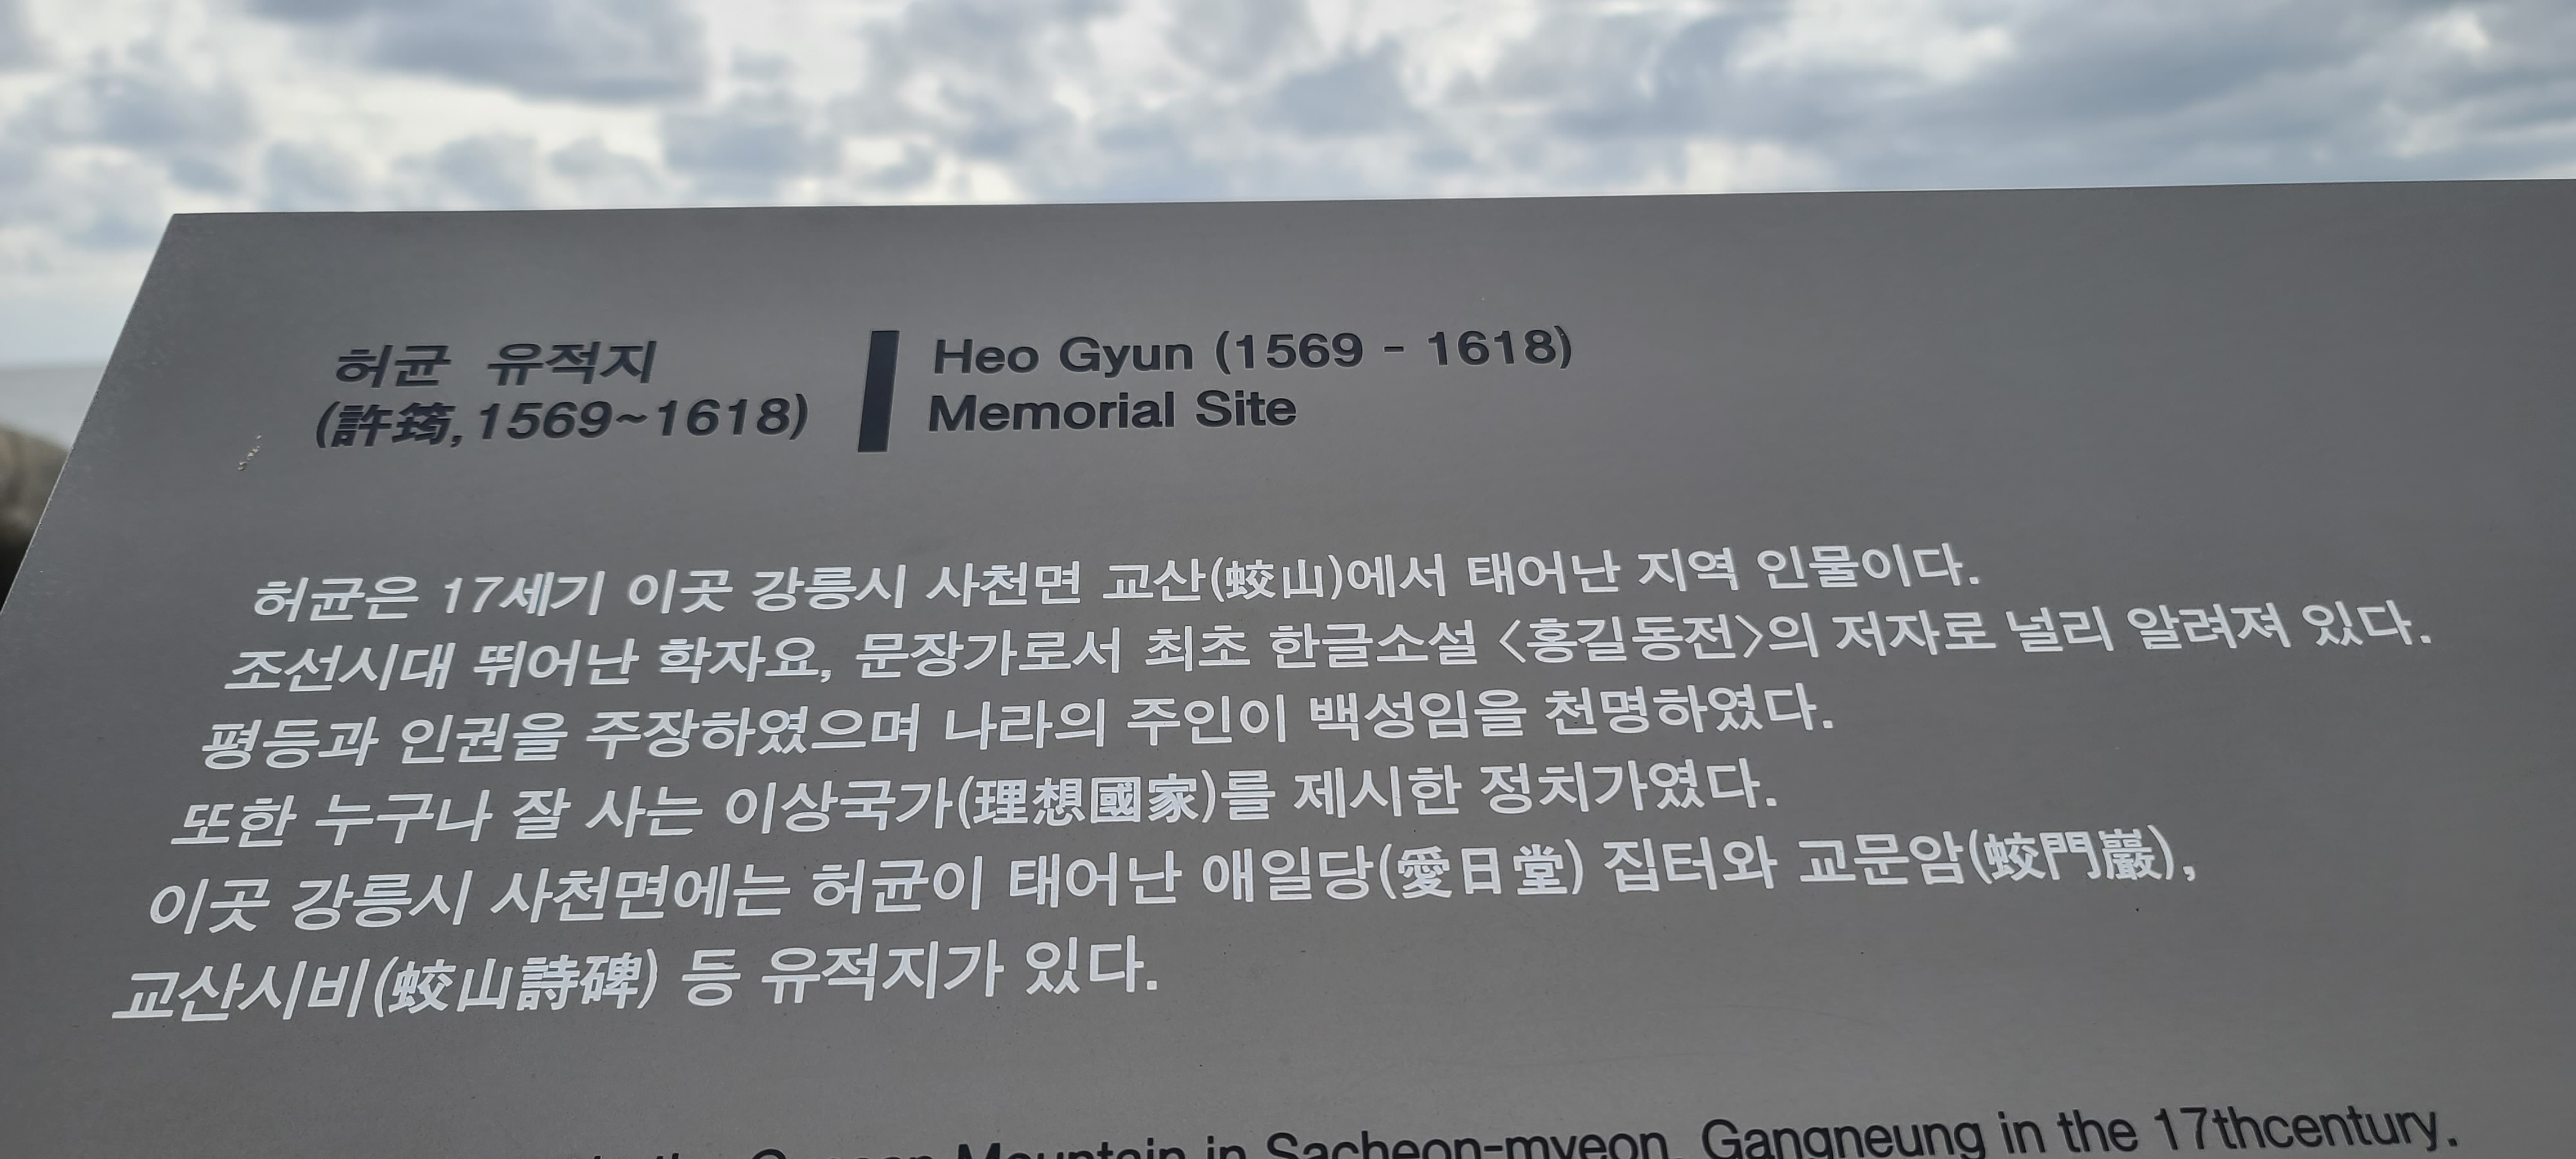 허균 유적지
(許筠, 1569~1618)
Heo Gyun (1569 - 1618)
Memorial Site
허균은 17세기 이곳 강릉시 사천면 교산(蛟山)에서 태어난 지역 인물이다.
조선시대 뛰어난 학자요, 문장가로서 최초 한글소설 〈홍길동전〉의 저자로 널리 알려져 있다.
평등과 인권을 주장하였으며 나라의 주인이 백성임을 천명하였다.
또한 누구나 잘 사는 이상국가(理想國家)를 제시한 정치가였다.
이곳 강릉시 사천면에는 허균이 태어난 애일당(愛日堂) 집터와 교문암(蛟門巖),
교산시비(蛟山詩碑) 등 유적지가 있다.
Mountain in Sacheon-myeon, Gangneung in the 17thcentury.